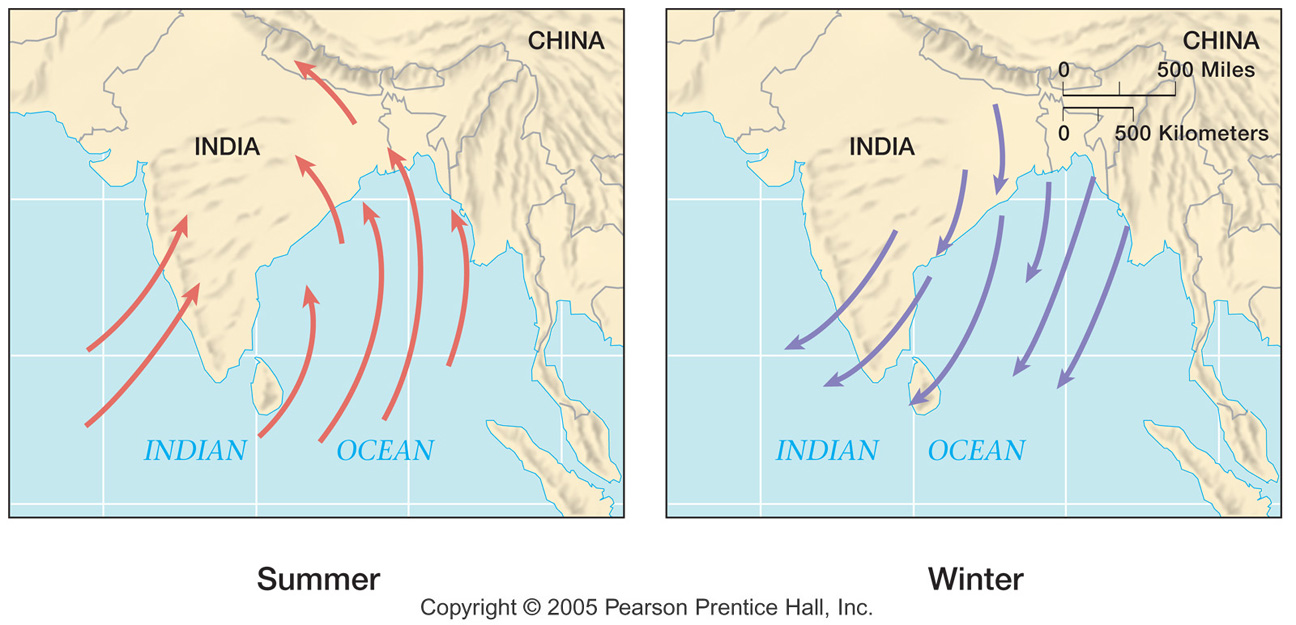 CHINA
INDIA
INDIAN OCEAN
Summer
CHINA
0 500 Miles
0 500 Kilometers
INDIA
INDIAN OCEAN
Winter
Copyright © 2005 Pearson Prentice Hall, Inc.